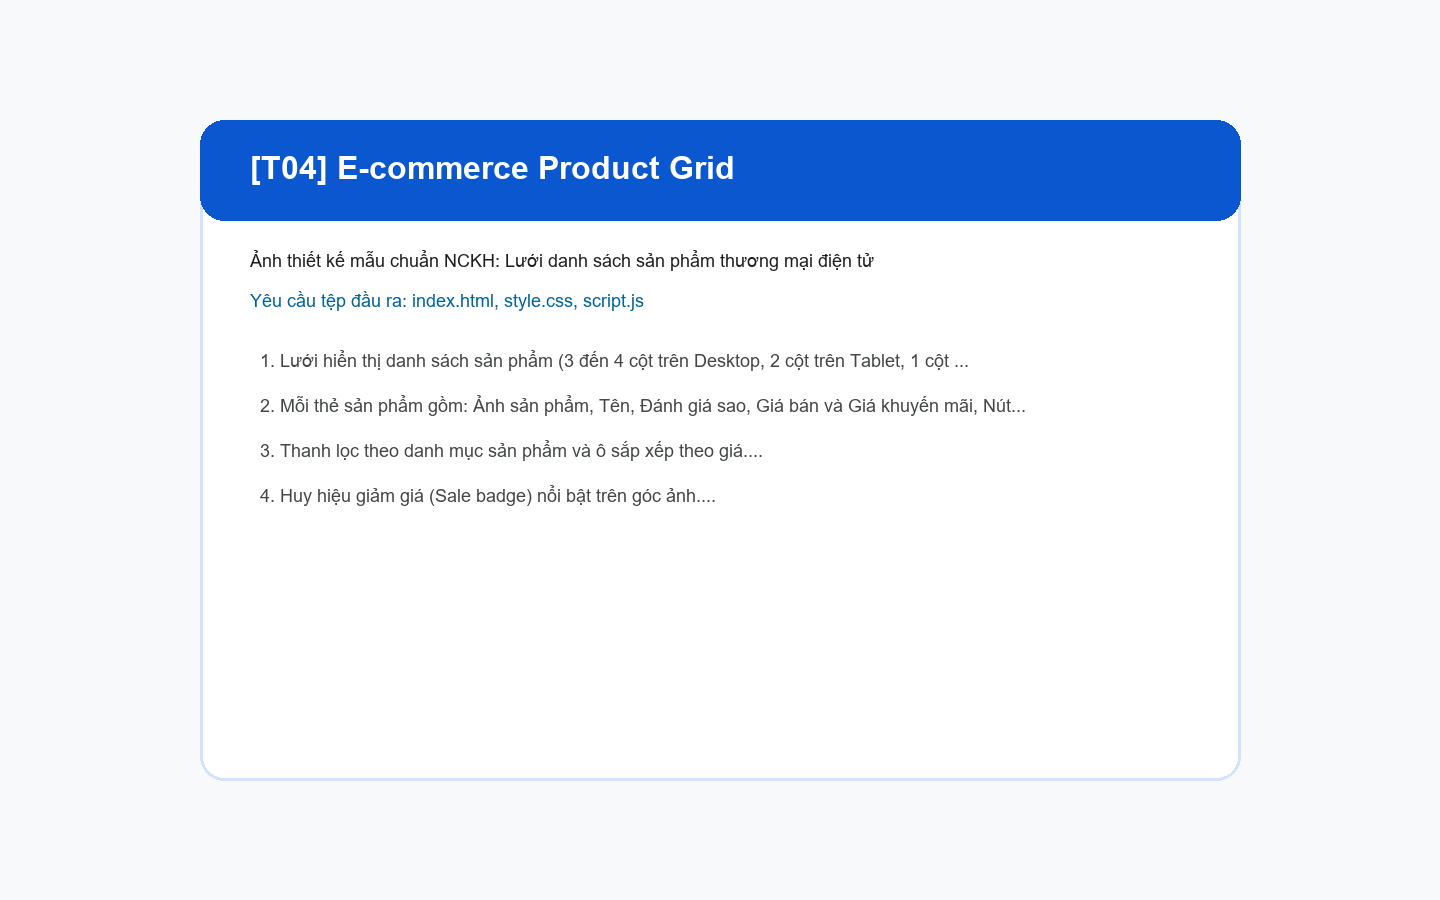 [T04] E-commerce Product Grid
Ảnh thiết kế mẫu chuẩn NCKH: Lưới danh sách sản phẩm thương mại điện tử
Yêu cầu tệp đầu ra: index.html, style.css, script.js
1. Lưới hiển thị danh sách sản phẩm (3 đến 4 cột trên Desktop, 2 cột trên Tablet, 1 cột ...
2. Mỗi thẻ sản phẩm gồm: Ảnh sản phẩm, Tên, Đánh giá sao, Giá bán và Giá khuyến mãi, Nút...
3. Thanh lọc theo danh mục sản phẩm và ô sắp xếp theo giá....
4. Huy hiệu giảm giá (Sale badge) nổi bật trên góc ảnh....